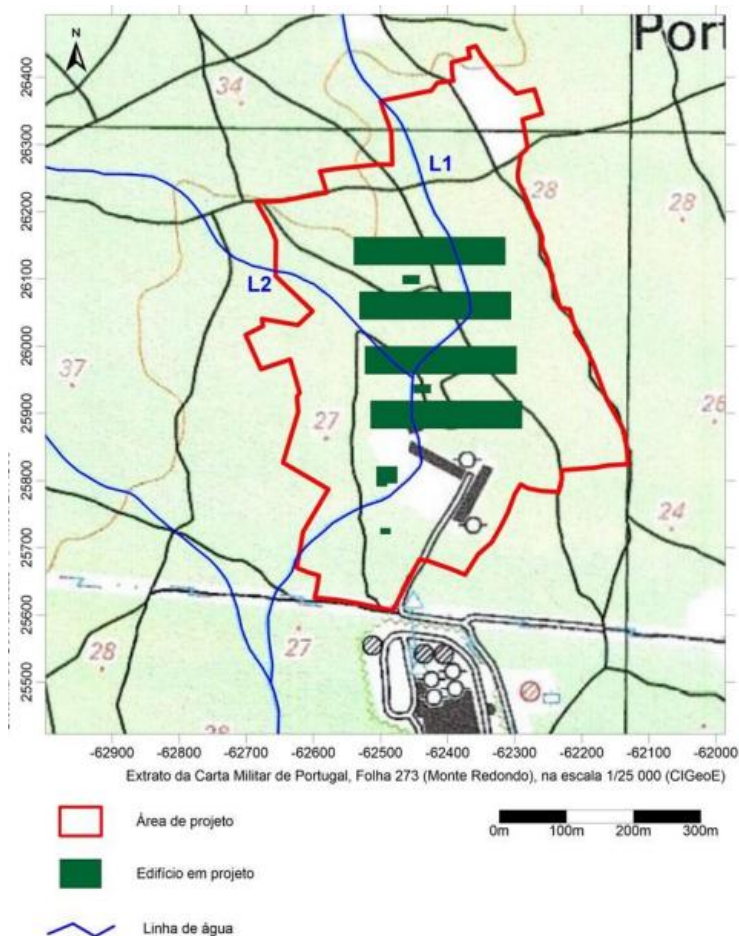 N
Port
26400
26300
26200
26100
26000
25900
25800
25700
25600
25500
34
L1
28
28
L2
37
27
26
24
27
28
28
-62900 -62800 -62700 -62600 -62500 -62400 -62300 -62200 -62100 -62000
Extrato da Carta Militar de Portugal, Folha 273 (Monte Redondo), na escala 1/25 000 (CIGeoE)
Área de projeto
0m 100m 200m 300m
Edifício em projeto
Linha de água